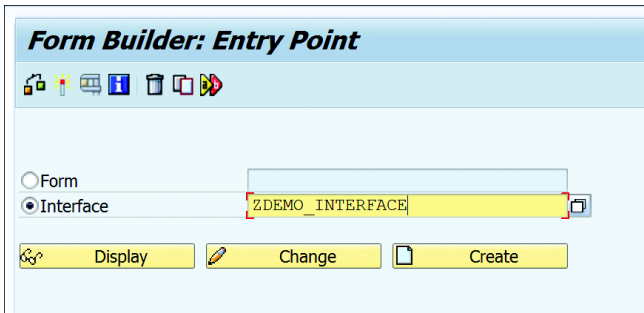 Form Builder: Entry Point
Form
Interface ZDEMO_INTERFACE
Display Change Create